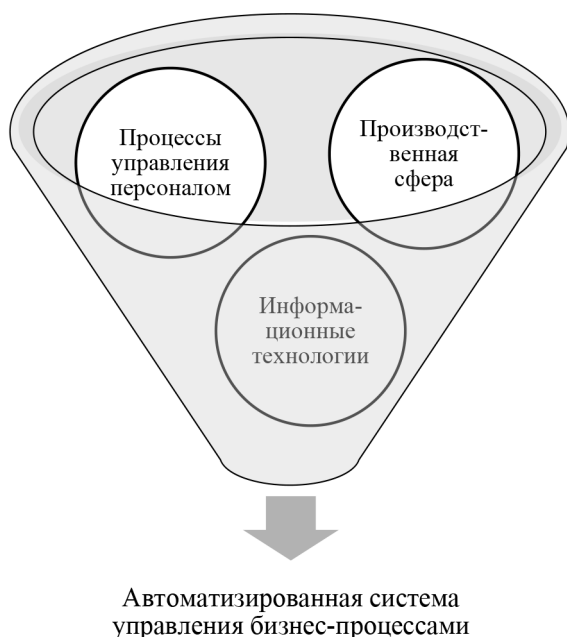 Процессы
управления
персоналом
Производст-
венная
сфера
Информа-
ционные
технологии
Автоматизированная система
управления бизнес-процессами